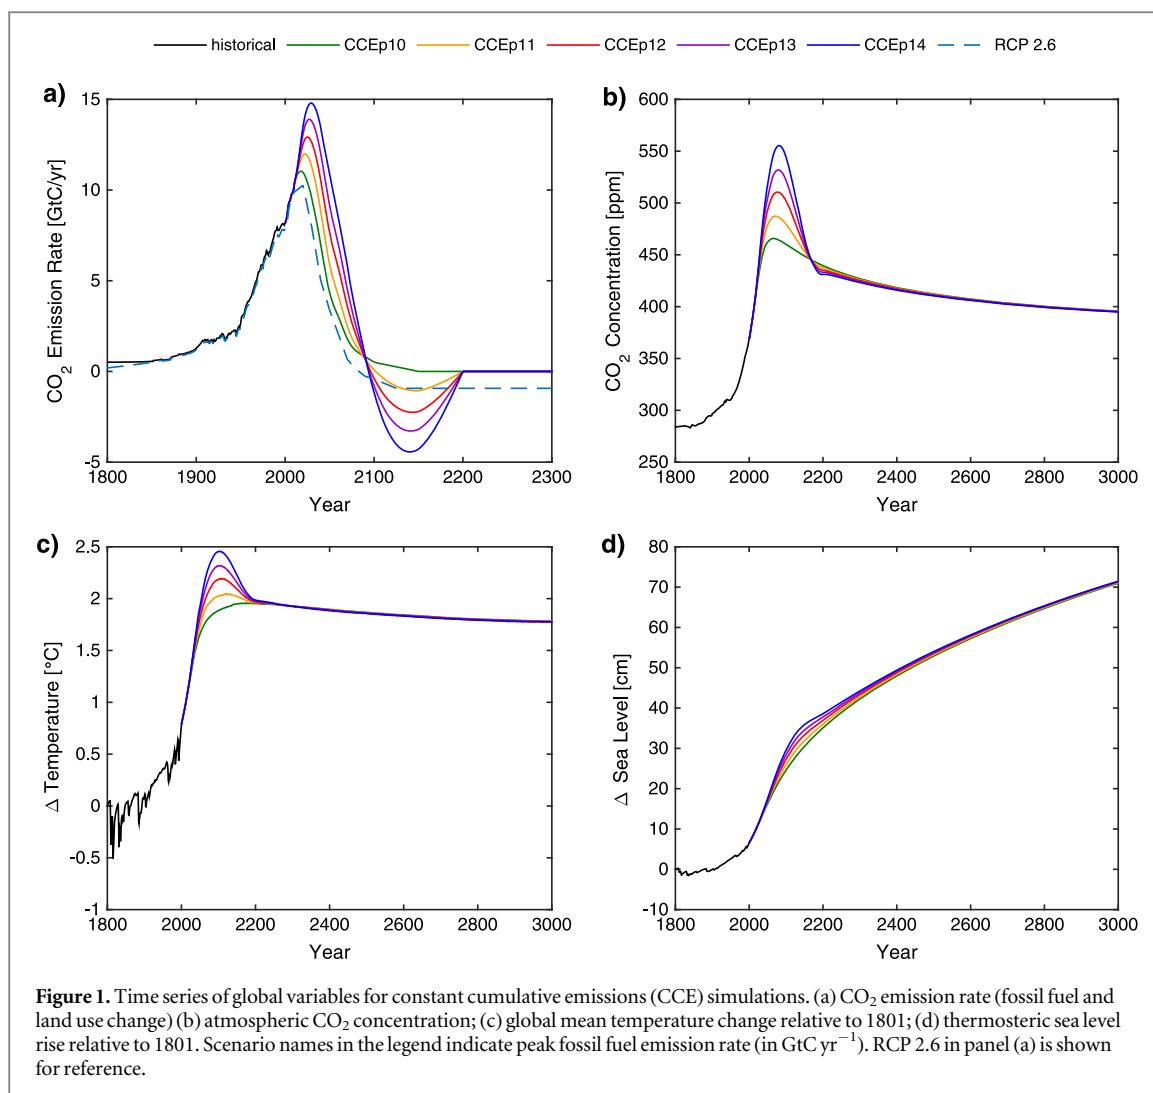 historical CCEp10 CCEp11 CCEp12 CCEp13 CCEp14 RCP 2.6
a)
15
10
5
0
-5
CO2 Emission Rate [GtC/yr]
1800 1900 2000 2100 2200 2300
Year
b)
600
550
500
450
400
350
300
250
CO2 Concentration [ppm]
1800 2000 2200 2400 2600 2800 3000
Year
c)
2.5
2
1.5
1
0.5
0
-0.5
-1
Δ Temperature [°C]
1800 2000 2200 2400 2600 2800 3000
Year
d)
80
70
60
50
40
30
20
10
0
-10
Δ Sea Level [cm]
1800 2000 2200 2400 2600 2800 3000
Year
Figure 1. Time series of global variables for constant cumulative emissions (CCE) simulations. (a) CO2 emission rate (fossil fuel and
land use change) (b) atmospheric CO2 concentration; (c) global mean temperature change relative to 1801; (d) thermosteric sea level
rise relative to 1801. Scenario names in the legend indicate peak fossil fuel emission rate (in GtC yr−1). RCP 2.6 in panel (a) is shown
for reference.